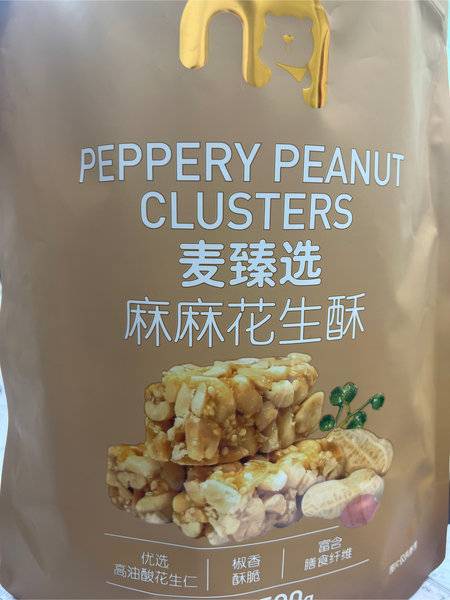 PEPPERY PEANUT
CLUSTERS
麦臻选
麻麻花生酥
优选
高油酸花生仁
椒香
酥脆
富含
膳食纤维